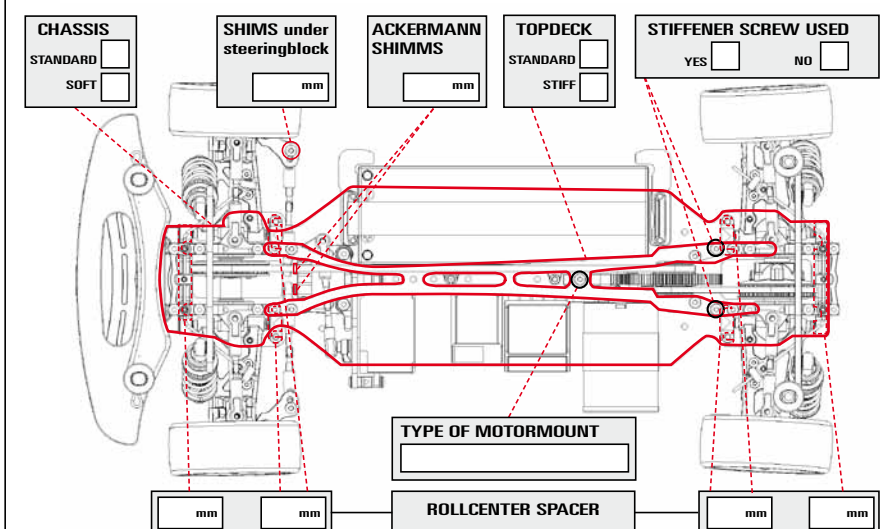 CHASSIS
STANDARD
SOFT
SHIMS under
steeringblock
mm
ACKERMANN
SHIMMS
mm
TOPDECK
STANDARD
STIFF
STIFFENER SCREW USED
YES NO
TYPE OF MOTORMOUNT
mm mm
ROLLCENTER SPACER
mm mm